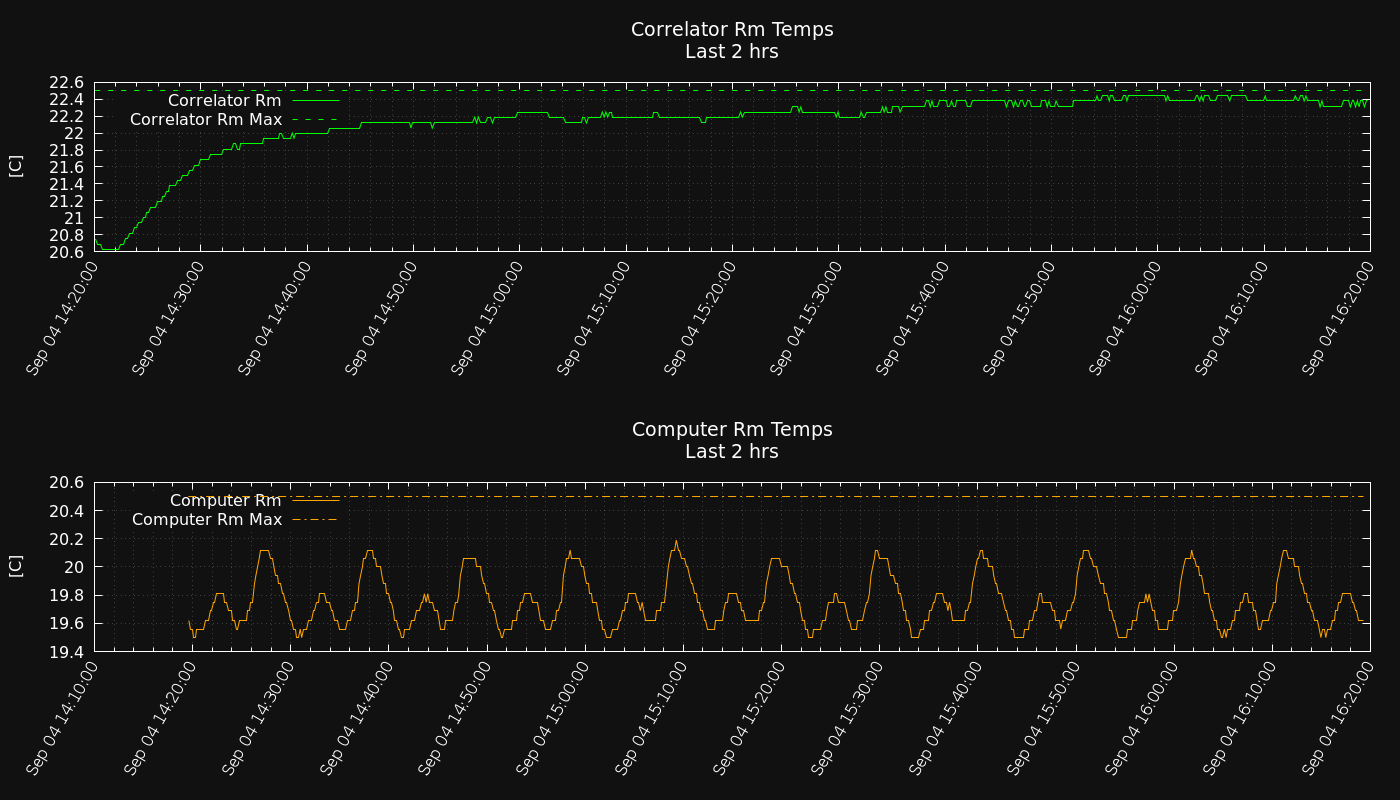 Correlator Rm Temps
Last 2 hrs
22.6
22.4
22.2
22
21.8
21.6
21.4
21.2
21
20.8
20.6
[C]
Correlator Rm
Correlator Rm Max
Sep 04 14:20:00
Sep 04 14:30:00
Sep 04 14:40:00
Sep 04 14:50:00
Sep 04 15:00:00
Sep 04 15:10:00
Sep 04 15:20:00
Sep 04 15:30:00
Sep 04 15:40:00
Sep 04 15:50:00
Sep 04 16:00:00
Sep 04 16:10:00
Sep 04 16:20:00
Computer Rm Temps
Last 2 hrs
20.6
20.4
20.2
20
19.8
19.6
19.4
[C]
Computer Rm
Computer Rm Max
Sep 04 14:10:00
Sep 04 14:20:00
Sep 04 14:30:00
Sep 04 14:40:00
Sep 04 14:50:00
Sep 04 15:00:00
Sep 04 15:10:00
Sep 04 15:20:00
Sep 04 15:30:00
Sep 04 15:40:00
Sep 04 15:50:00
Sep 04 16:00:00
Sep 04 16:10:00
Sep 04 16:20:00